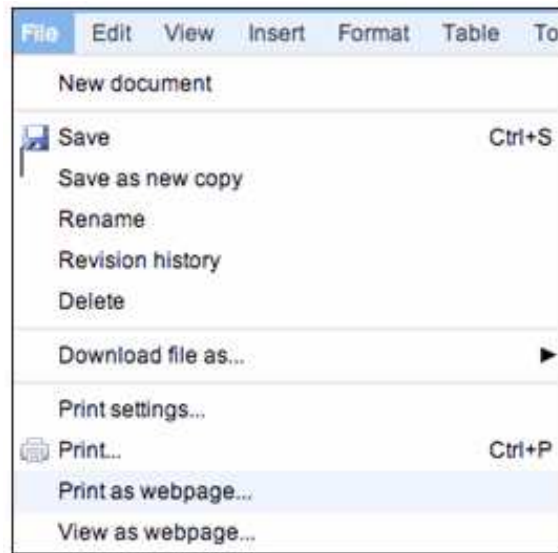 File Edit View Insert Format Table To
New document
Save Ctrl+S
Save as new copy
Rename
Revision history
Delete
Download file as...
Print settings...
Print... Ctrl+P
Print as webpage...
View as webpage...